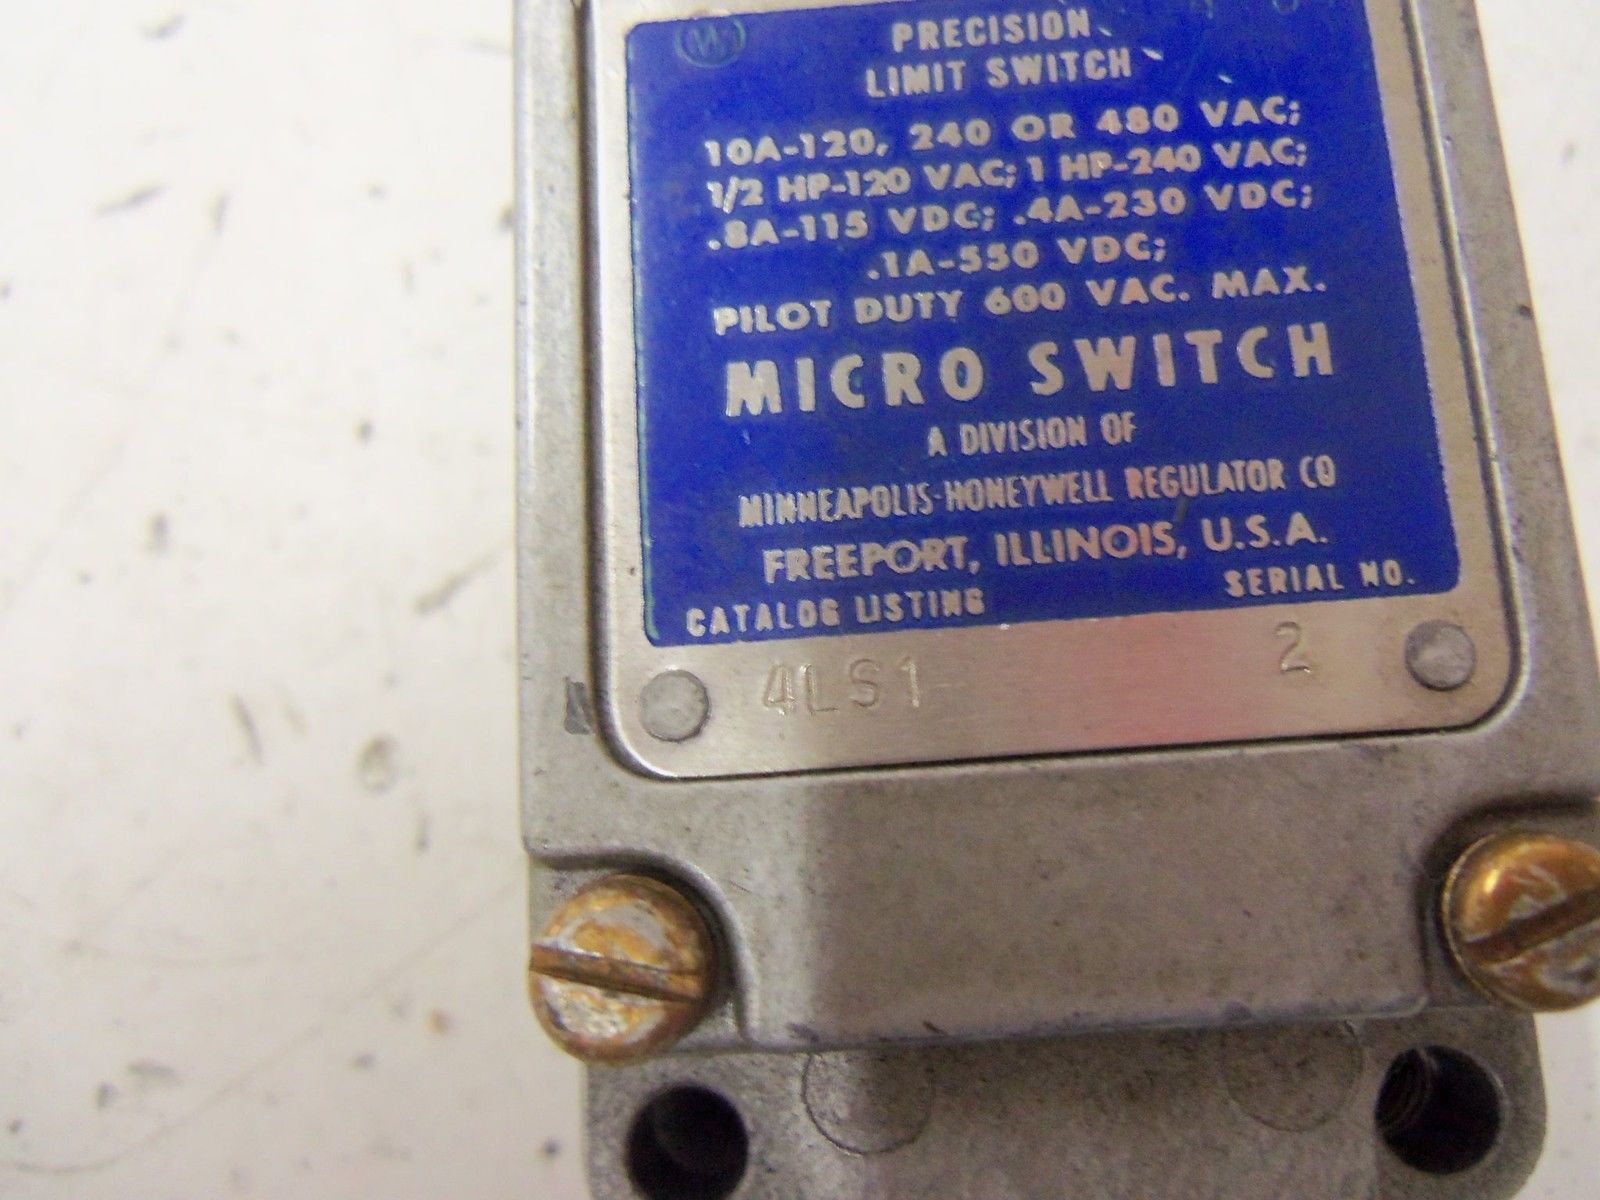 PRECISION
LIMIT SWITCH
10A-120, 240 OR 480 VAC;
1/2 HP-120 VAC; 1 HP-240 VAC;
.8A-115 VDC; .4A-230 VDC;
.1A-550 VDC;
PILOT DUTY 600 VAC. MAX.
MICRO SWITCH
A DIVISION OF
MINNEAPOLIS-HONEYWELL REGULATOR CO
FREEPORT, ILLINOIS, U.S.A.
CATALOG LISTING SERIAL NO.
4LS1 2